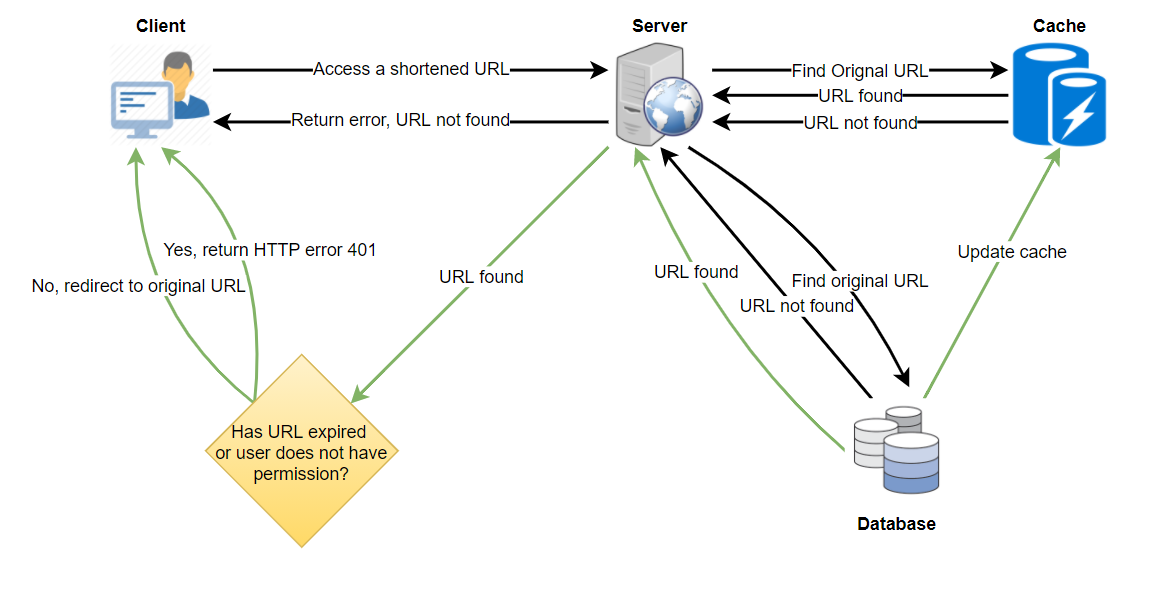 Client
Server
Cache
Access a shortened URL
Find Orignal URL
URL found
Return error, URL not found
URL not found
Yes, return HTTP error 401
No, redirect to original URL
URL found
URL found
Find original URL
URL not found
Update cache
Has URL expired
or user does not have
permission?
Database